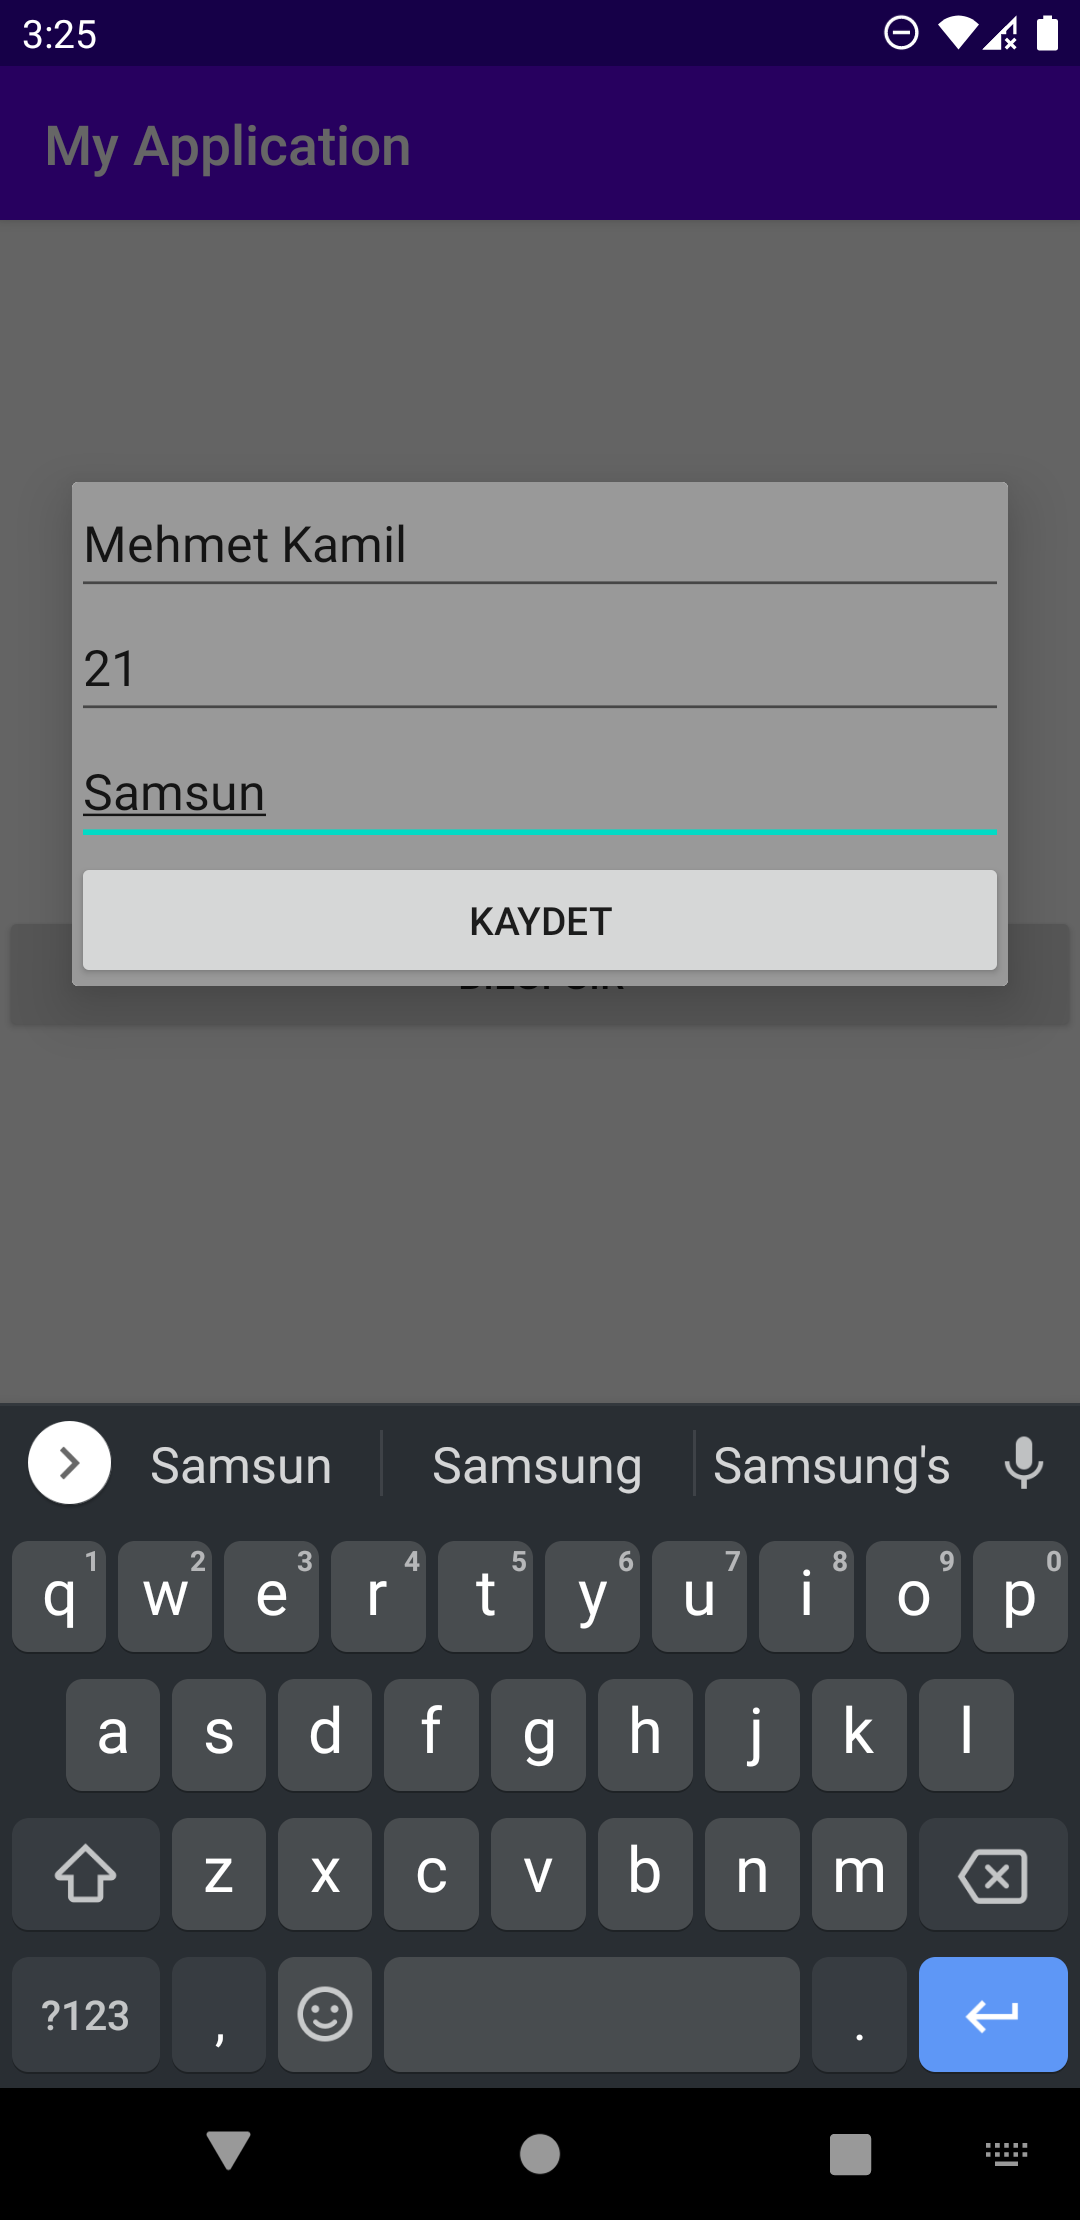 3:25
My Application
Mehmet Kamil
21
Samsun
KAYDET
Samsun Samsung Samsung's
q 1 w 2 e 3 r 4 t 5 y 6 u 7 i 8 o 9 p 0
a s d f g h j k l
z x c v b n m
?123 , .